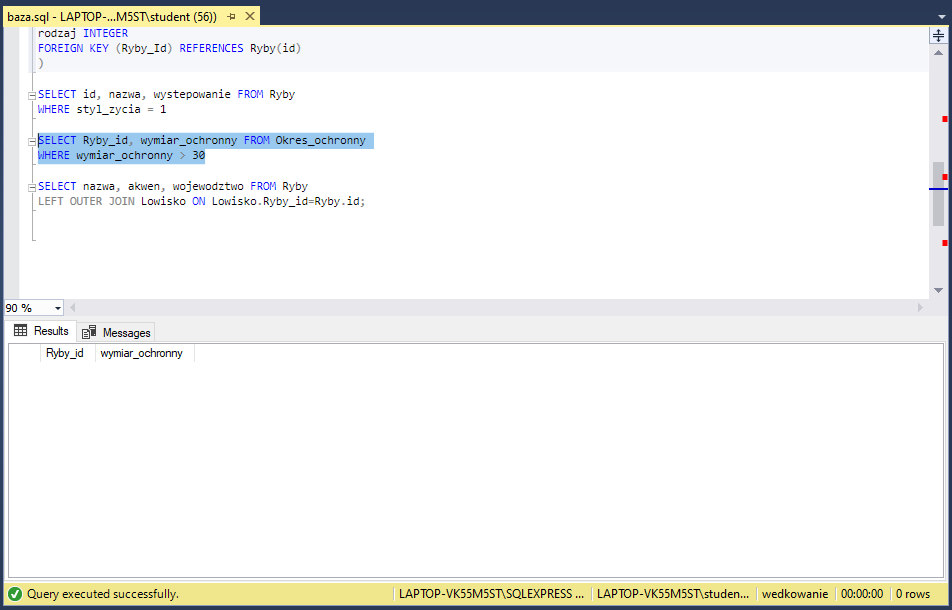 baza.sql - LAPTOP-...M5ST\student (56))
rodzaj INTEGER
FOREIGN KEY (Ryby_Id) REFERENCES Ryby(id)
)
SELECT id, nazwa, wystepowanie FROM Ryby
WHERE styl_zycia = 1
SELECT Ryby_id, wymiar_ochronny FROM Okres_ochronny
WHERE wymiar_ochronny > 30
SELECT nazwa, akwen, wojewodztwo FROM Ryby
LEFT OUTER JOIN Lowisko ON Lowisko.Ryby_id=Ryby.id;
90 %
Results Messages
Ryby_id wymiar_ochronny
Query executed successfully. LAPTOP-VK55M5ST\SQLEXPRESS ... LAPTOP-VK55M5ST\studen... wedkowanie 00:00:00 0 rows